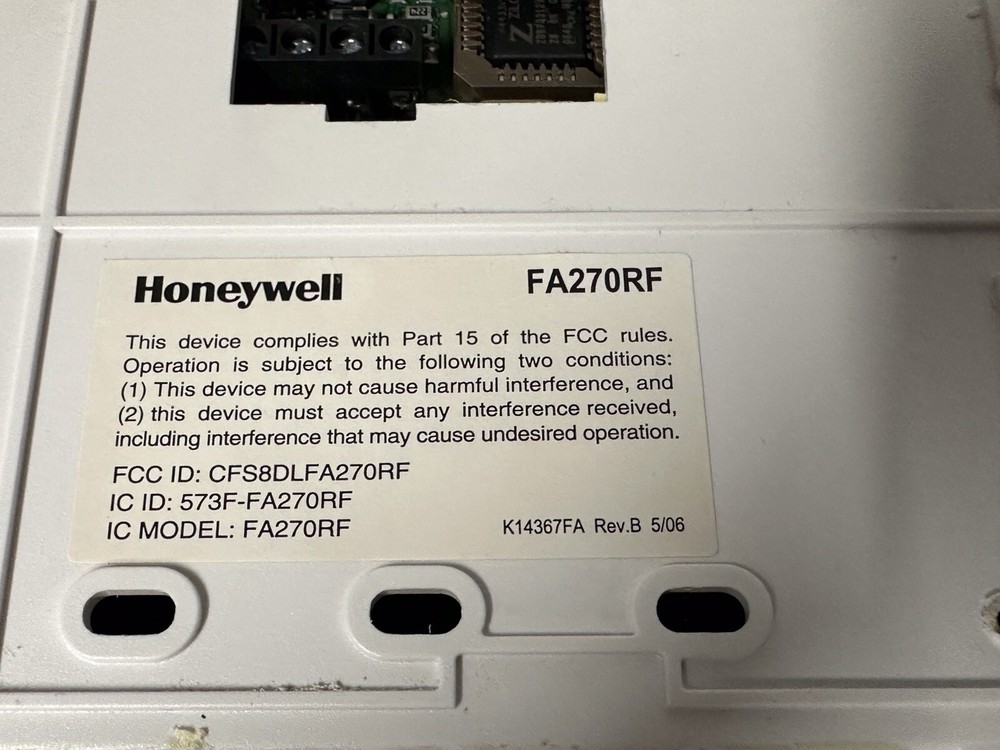 Z
Honeywell
FA270RF
This device complies with Part 15 of the FCC rules.
Operation is subject to the following two conditions:
(1) This device may not cause harmful interference, and
(2) this device must accept any interference received,
including interference that may cause undesired operation.
FCC ID: CFS8DLFA270RF
IC ID: 573F-FA270RF
IC MODEL: FA270RF
K14367FA Rev.B 5/06